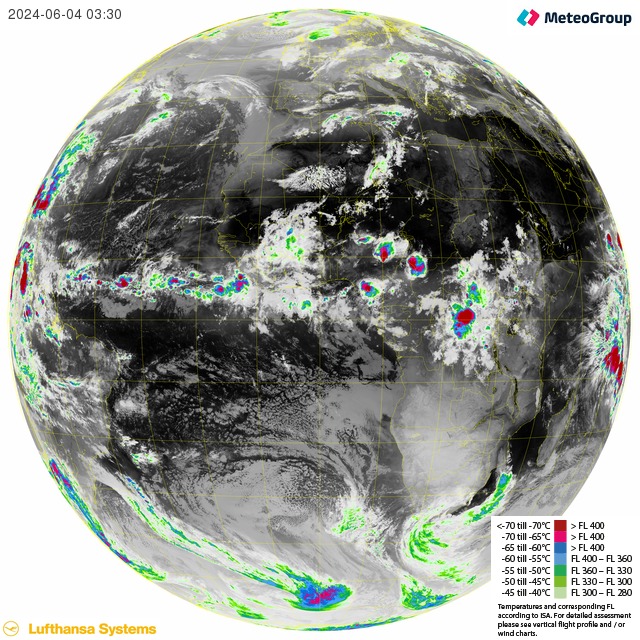 2024-06-04 03:30
MeteoGroup
<-70 till -70°C > FL 400
-70 till -65°C > FL 400
-65 till -60°C > FL 400
-60 till -55°C FL 400 – FL 360
-55 till -50°C FL 360 – FL 330
-50 till -45°C FL 330 – FL 300
-45 till -40°C FL 300 – FL 280
Temperatures and corresponding FL
according to ISA. For detailed assessment
please see vertical flight profile and / or
wind charts.
Lufthansa Systems